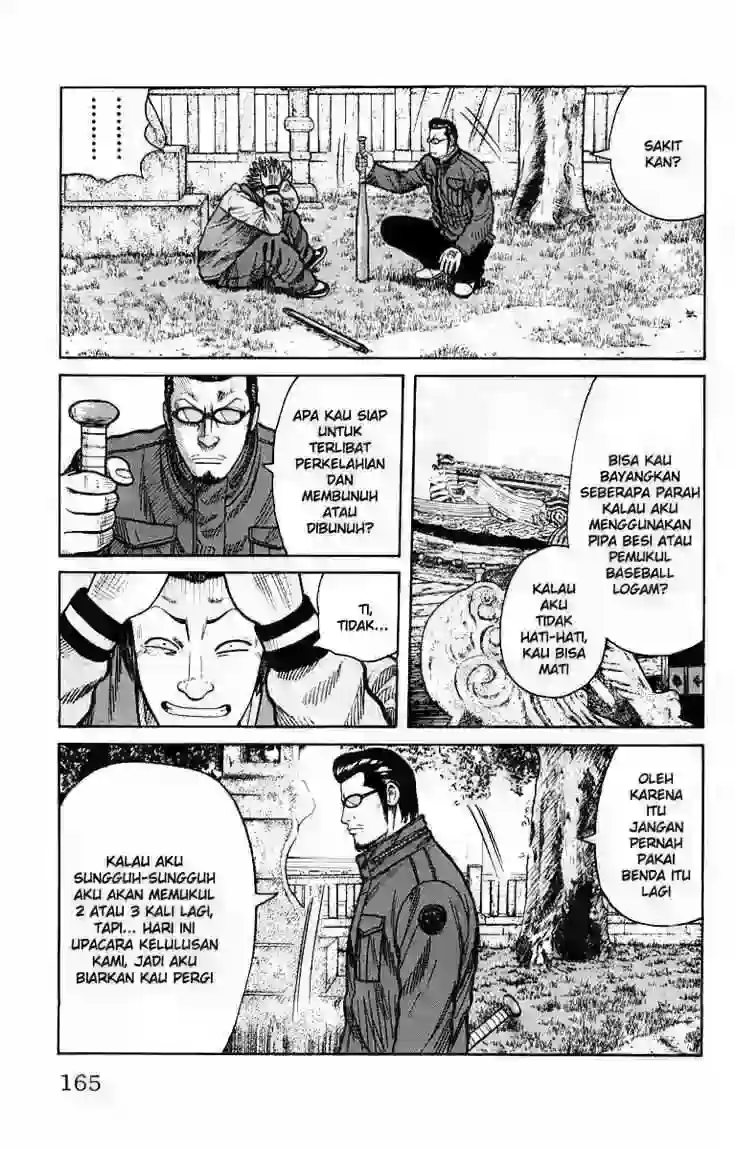 SAKIT
KAN?
..........
BISA KAU
BAYANGKAN
SEBERAPA PARAH
KALAU AKU
MENGGUNAKAN
PIPA BESI ATAU
PEMUKUL
BASEBALL
LOGAM?
KALAU
AKU
TIDAK
HATI-HATI,
KAU BISA
MATI
APA KAU SIAP
UNTUK
TERLIBAT
PERKELAHIAN
DAN
MEMBUNUH
ATAU
DIBUNUH?
TI,
TIDAK...
OLEH
KARENA
ITU
JANGAN
PERNAH
PAKAI
BENDA ITU
LAGI
KALAU AKU
SUNGGUH-SUNGGUH
AKU AKAN MEMUKUL
2 ATAU 3 KALI LAGI,
TAPI... HARI INI
UPACARA KELULUSAN
KAMI, JADI AKU
BIARKAN KAU PERGI
165